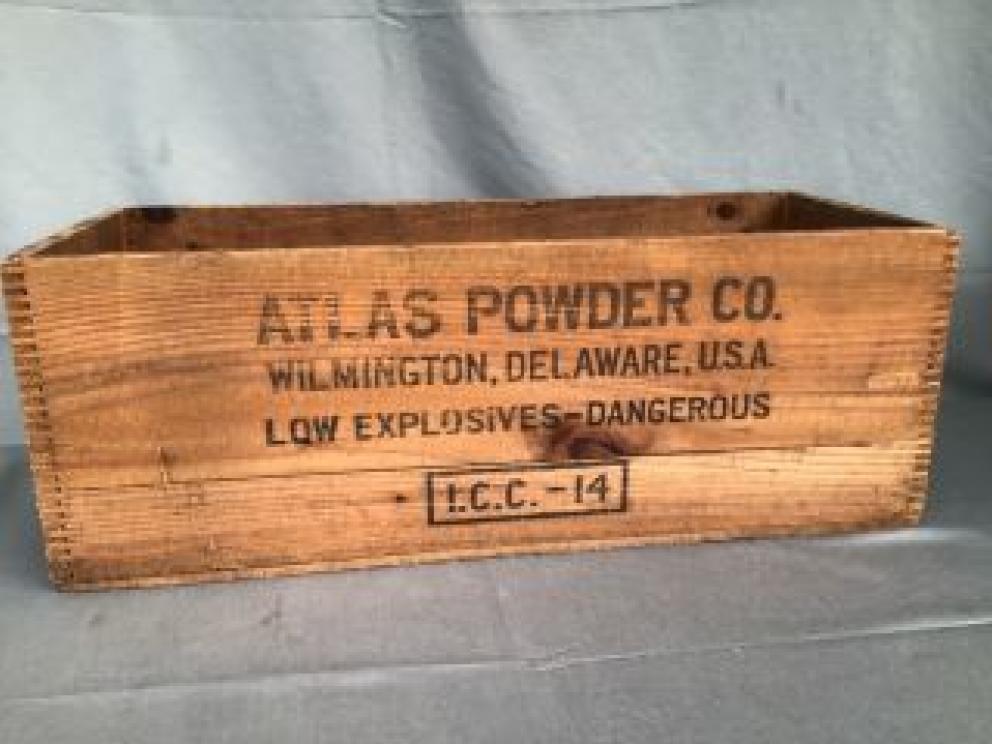 ATLAS POWDER CO.
WILMINGTON, DELAWARE, U.S.A.
LOW EXPLOSIVES-DANGEROUS
I.C.C. -14